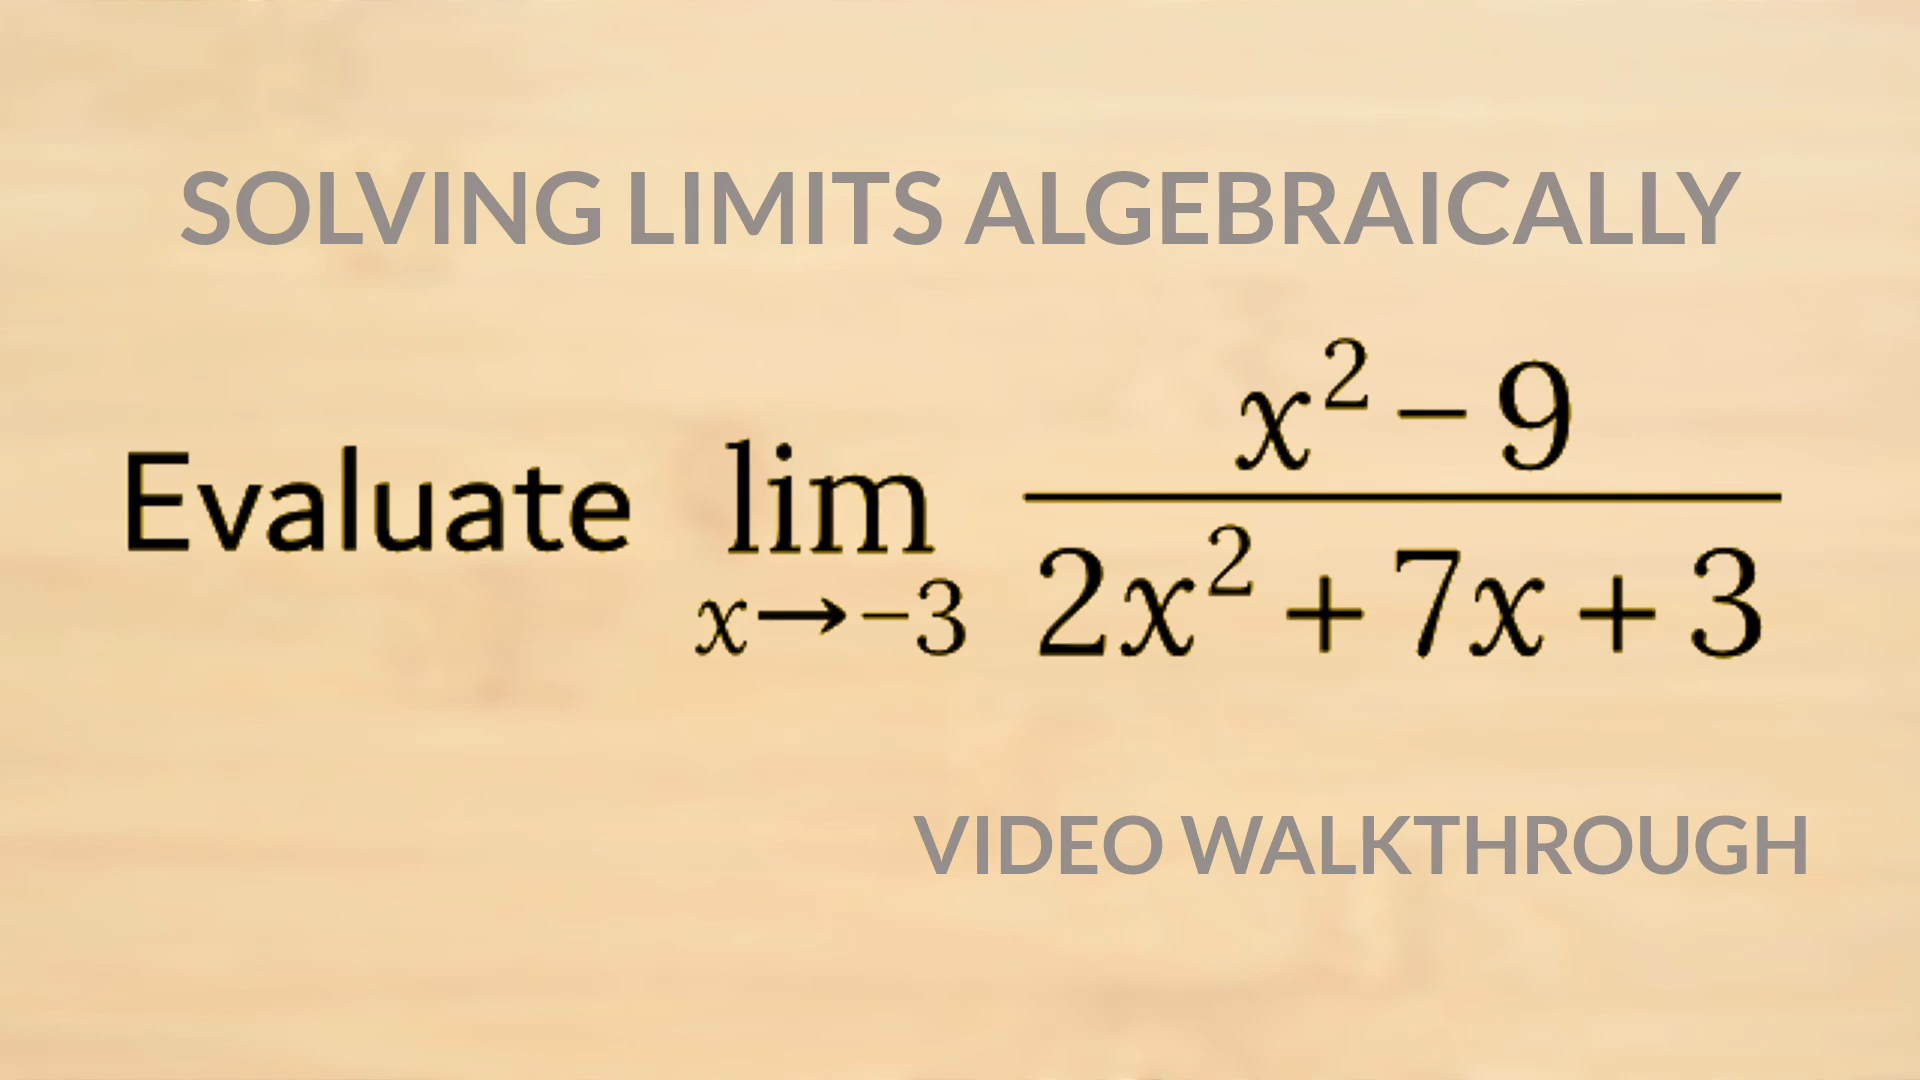 SOLVING LIMITS ALGEBRAICALLY
Evaluate lim x→−3 (x² − 9)/(2x² + 7x + 3)
VIDEO WALKTHROUGH